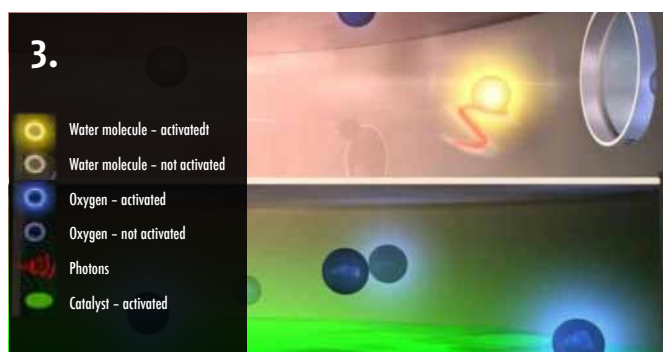 3.
Water molecule – activatedt
Water molecule – not activated
Oxygen – activated
Oxygen – not activated
Photons
Catalyst – activated